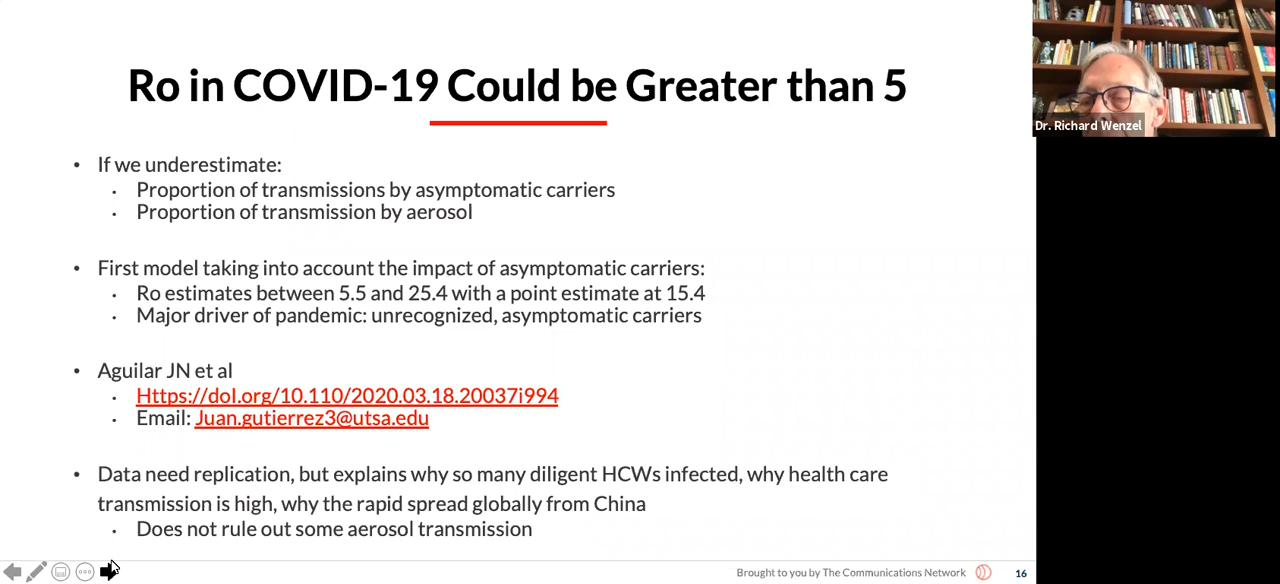 Ro in COVID-19 Could be Greater than 5
Dr. Richard Wenzel
• If we underestimate:
• Proportion of transmissions by asymptomatic carriers
• Proportion of transmission by aerosol
• First model taking into account the impact of asymptomatic carriers:
• Ro estimates between 5.5 and 25.4 with a point estimate at 15.4
• Major driver of pandemic: unrecognized, asymptomatic carriers
• Aguilar JN et al
• Https://dol.org/10.110/2020.03.18.20037i994
• Email: Juan.gutierrez3@utsa.edu
• Data need replication, but explains why so many diligent HCWs infected, why health care
transmission is high, why the rapid spread globally from China
• Does not rule out some aerosol transmission
Brought to you by The Communications Network
16